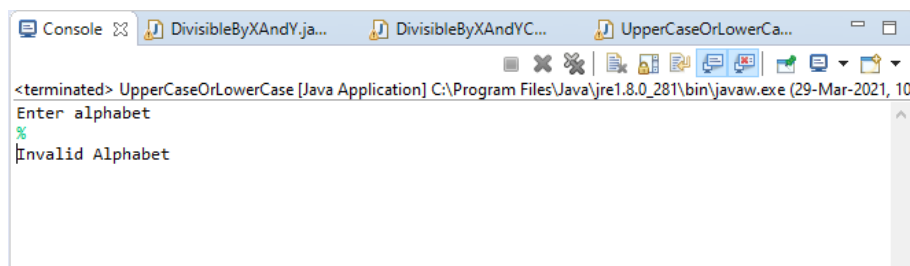 Console DivisibleByXAndY.ja... DivisibleByXAndYC... UpperCaseOrLowerCa...
<terminated> UpperCaseOrLowerCase [Java Application] C:\Program Files\Java\jre1.8.0_281\bin\javaw.exe (29-Mar-2021, 10
Enter alphabet
%
Invalid Alphabet